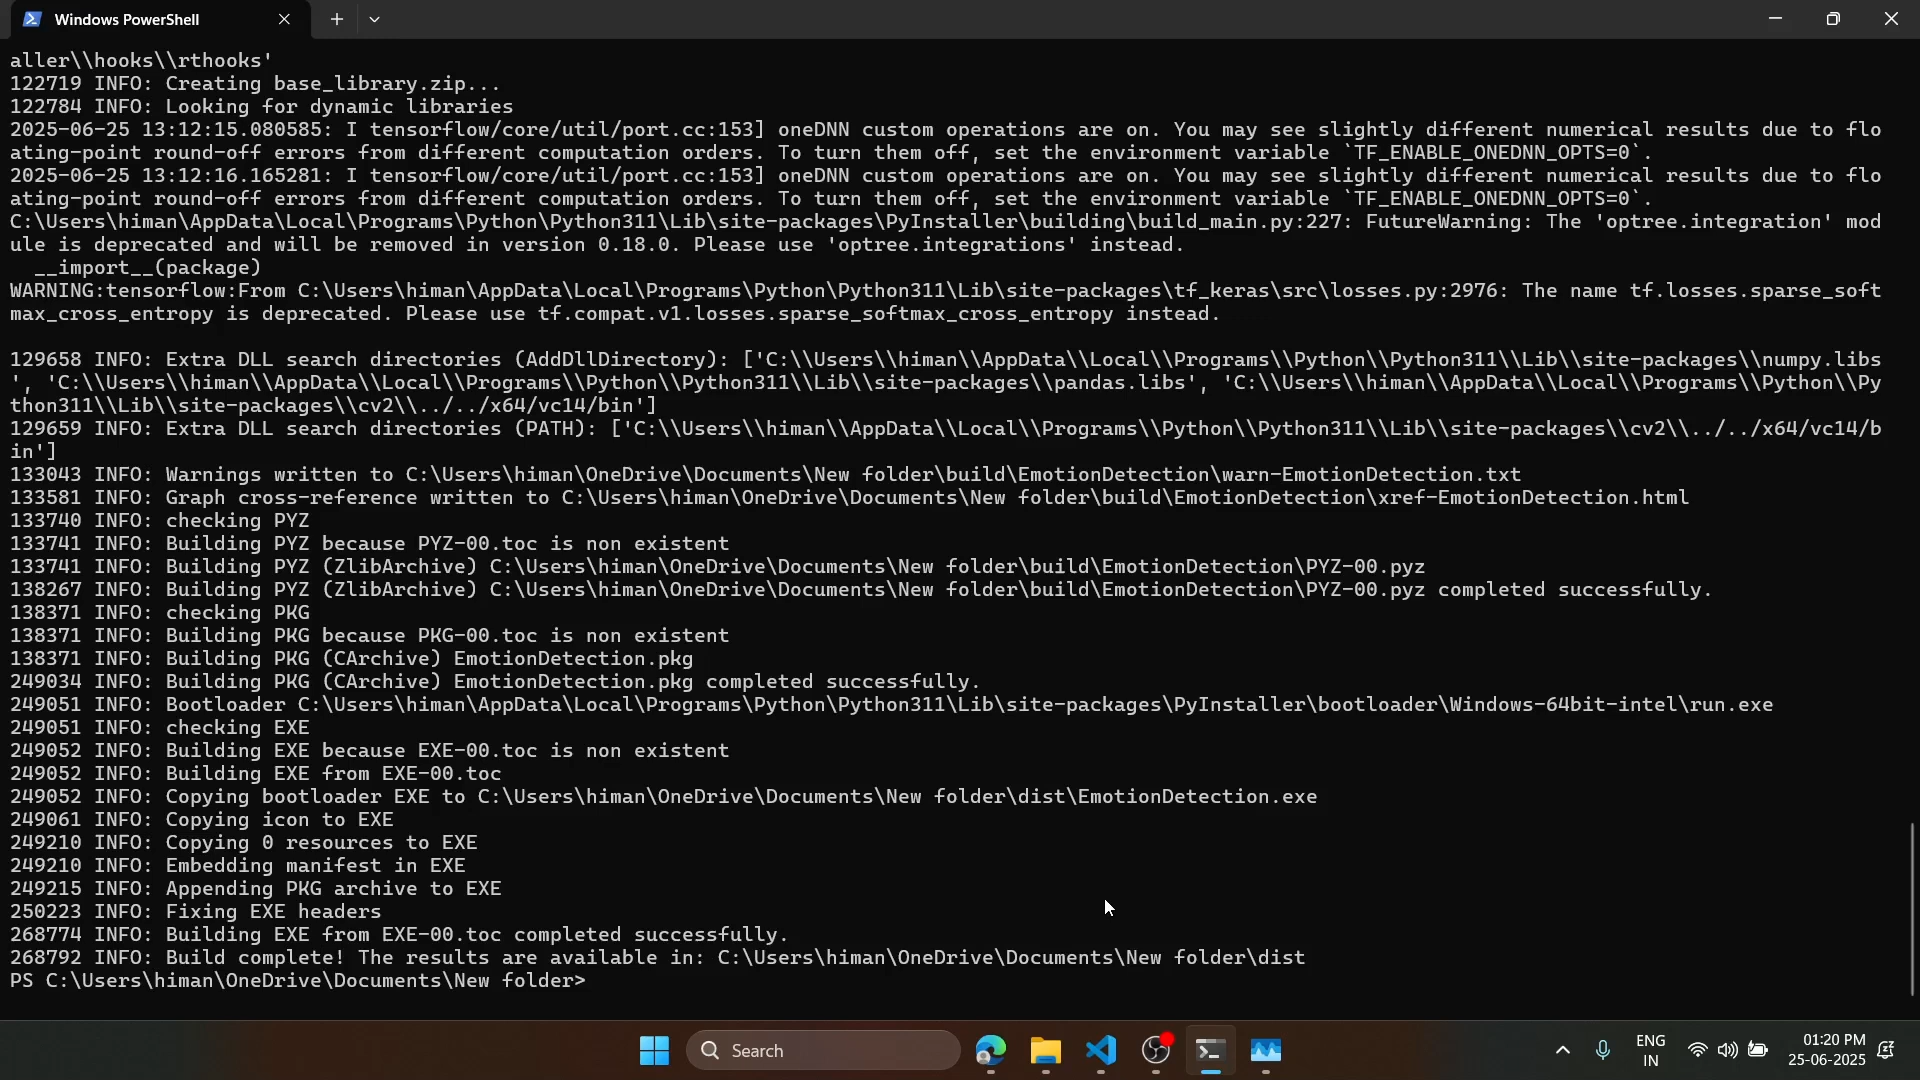 Windows PowerShell
aller\\hooks\\rthooks'
122719 INFO: Creating base_library.zip...
122784 INFO: Looking for dynamic libraries
2025-06-25 13:12:15.080585: I tensorflow/core/util/port.cc:153] oneDNN custom operations are on. You may see slightly different numerical results due to flo
ating-point round-off errors from different computation orders. To turn them off, set the environment variable `TF_ENABLE_ONEDNN_OPTS=0`.
2025-06-25 13:12:16.165281: I tensorflow/core/util/port.cc:153] oneDNN custom operations are on. You may see slightly different numerical results due to flo
ating-point round-off errors from different computation orders. To turn them off, set the environment variable `TF_ENABLE_ONEDNN_OPTS=0`.
C:\Users\himan\AppData\Local\Programs\Python\Python311\Lib\site-packages\PyInstaller\building\build_main.py:227: FutureWarning: The 'optree.integration' mod
ule is deprecated and will be removed in version 0.18.0. Please use 'optree.integrations' instead.
__import__(package)
WARNING:tensorflow:From C:\Users\himan\AppData\Local\Programs\Python\Python311\Lib\site-packages\tf_keras\src\losses.py:2976: The name tf.losses.sparse_soft
max_cross_entropy is deprecated. Please use tf.compat.v1.losses.sparse_softmax_cross_entropy instead.
129658 INFO: Extra DLL search directories (AddDllDirectory): ['C:\\Users\\himan\\AppData\\Local\\Programs\\Python\\Python311\\Lib\\site-packages\\numpy.libs
', 'C:\\Users\\himan\\AppData\\Local\\Programs\\Python\\Python311\\Lib\\site-packages\\pandas.libs', 'C:\\Users\\himan\\AppData\\Local\\Programs\\Python\\Py
thon311\\Lib\\site-packages\\cv2\\../../x64/vc14/bin']
129659 INFO: Extra DLL search directories (PATH): ['C:\\Users\\himan\\AppData\\Local\\Programs\\Python\\Python311\\Lib\\site-packages\\cv2\\../../x64/vc14/b
in']
133043 INFO: Warnings written to C:\Users\himan\OneDrive\Documents\New folder\build\EmotionDetection\warn-EmotionDetection.txt
133581 INFO: Graph cross-reference written to C:\Users\himan\OneDrive\Documents\New folder\build\EmotionDetection\xref-EmotionDetection.html
133740 INFO: checking PYZ
133741 INFO: Building PYZ because PYZ-00.toc is non existent
133741 INFO: Building PYZ (ZlibArchive) C:\Users\himan\OneDrive\Documents\New folder\build\EmotionDetection\PYZ-00.pyz
138267 INFO: Building PYZ (ZlibArchive) C:\Users\himan\OneDrive\Documents\New folder\build\EmotionDetection\PYZ-00.pyz completed successfully.
138371 INFO: checking PKG
138371 INFO: Building PKG because PKG-00.toc is non existent
138371 INFO: Building PKG (CArchive) EmotionDetection.pkg
249034 INFO: Building PKG (CArchive) EmotionDetection.pkg completed successfully.
249051 INFO: Bootloader C:\Users\himan\AppData\Local\Programs\Python\Python311\Lib\site-packages\PyInstaller\bootloader\Windows-64bit-intel\run.exe
249051 INFO: checking EXE
249052 INFO: Building EXE because EXE-00.toc is non existent
249052 INFO: Building EXE from EXE-00.toc
249052 INFO: Copying bootloader EXE to C:\Users\himan\OneDrive\Documents\New folder\dist\EmotionDetection.exe
249061 INFO: Copying icon to EXE
249210 INFO: Copying 0 resources to EXE
249210 INFO: Embedding manifest in EXE
249215 INFO: Appending PKG archive to EXE
250223 INFO: Fixing EXE headers
268774 INFO: Building EXE from EXE-00.toc completed successfully.
268792 INFO: Build complete! The results are available in: C:\Users\himan\OneDrive\Documents\New folder\dist
PS C:\Users\himan\OneDrive\Documents\New folder>
Search
ENG
IN
01:20 PM
25-06-2025